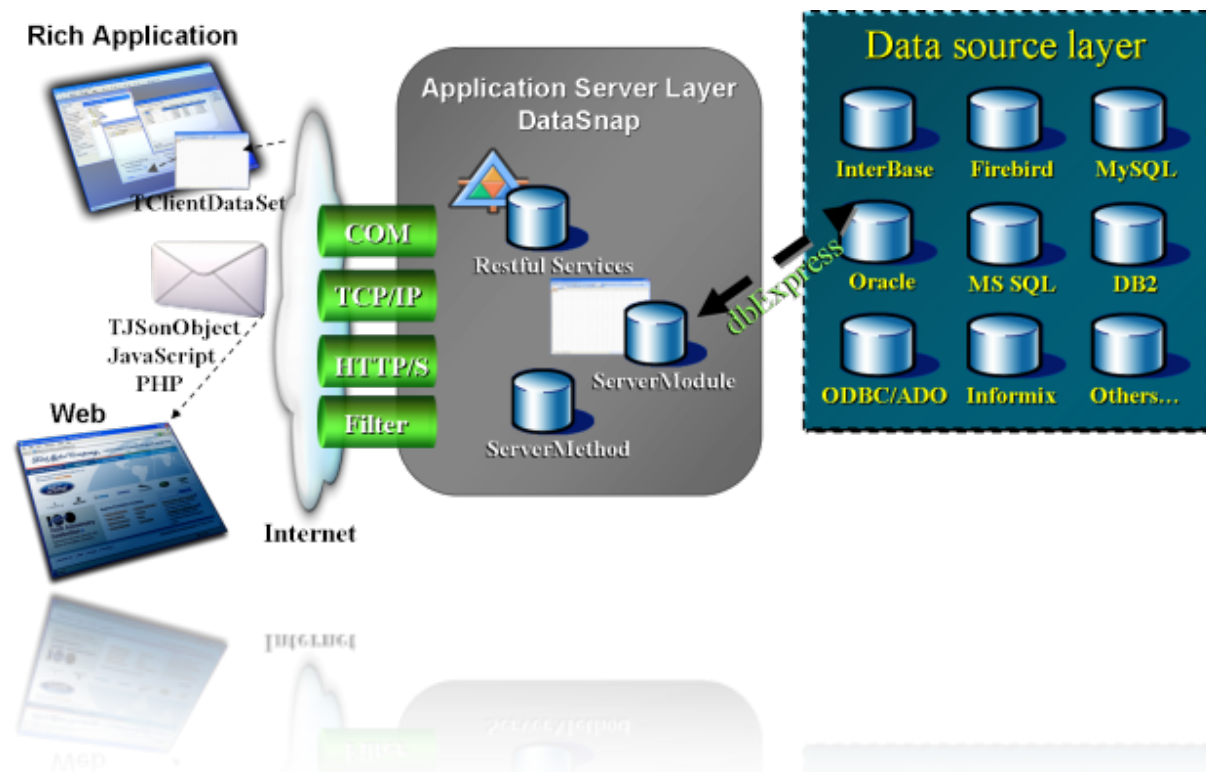 Rich Application
TClientDataSet
TJSonObject
JavaScript
PHP
Web
Internet
Application Server Layer
DataSnap
COM
TCP/IP
HTTP/S
Filter
Restful Services
ServerModule
ServerMethod
dbExpress
Data source layer
InterBase Firebird MySQL
Oracle MS SQL DB2
ODBC/ADO Informix Others...